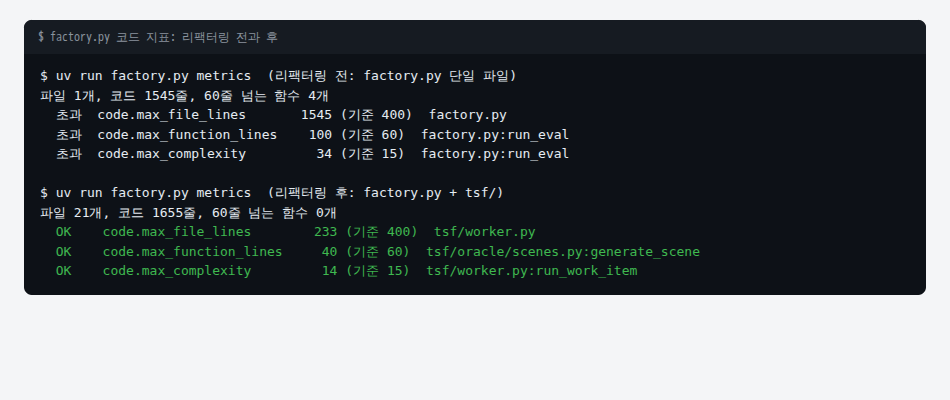 $ factory.py 코드 지표: 리팩터링 전과 후
$ uv run factory.py metrics (리팩터링 전: factory.py 단일 파일)
파일 1개, 코드 1545줄, 60줄 넘는 함수 4개
초과 code.max_file_lines 1545 (기준 400) factory.py
초과 code.max_function_lines 100 (기준 60) factory.py:run_eval
초과 code.max_complexity 34 (기준 15) factory.py:run_eval
$ uv run factory.py metrics (리팩터링 후: factory.py + tsf/)
파일 21개, 코드 1655줄, 60줄 넘는 함수 0개
OK code.max_file_lines 233 (기준 400) tsf/worker.py
OK code.max_function_lines 40 (기준 60) tsf/oracle/scenes.py:generate_scene
OK code.max_complexity 14 (기준 15) tsf/worker.py:run_work_item